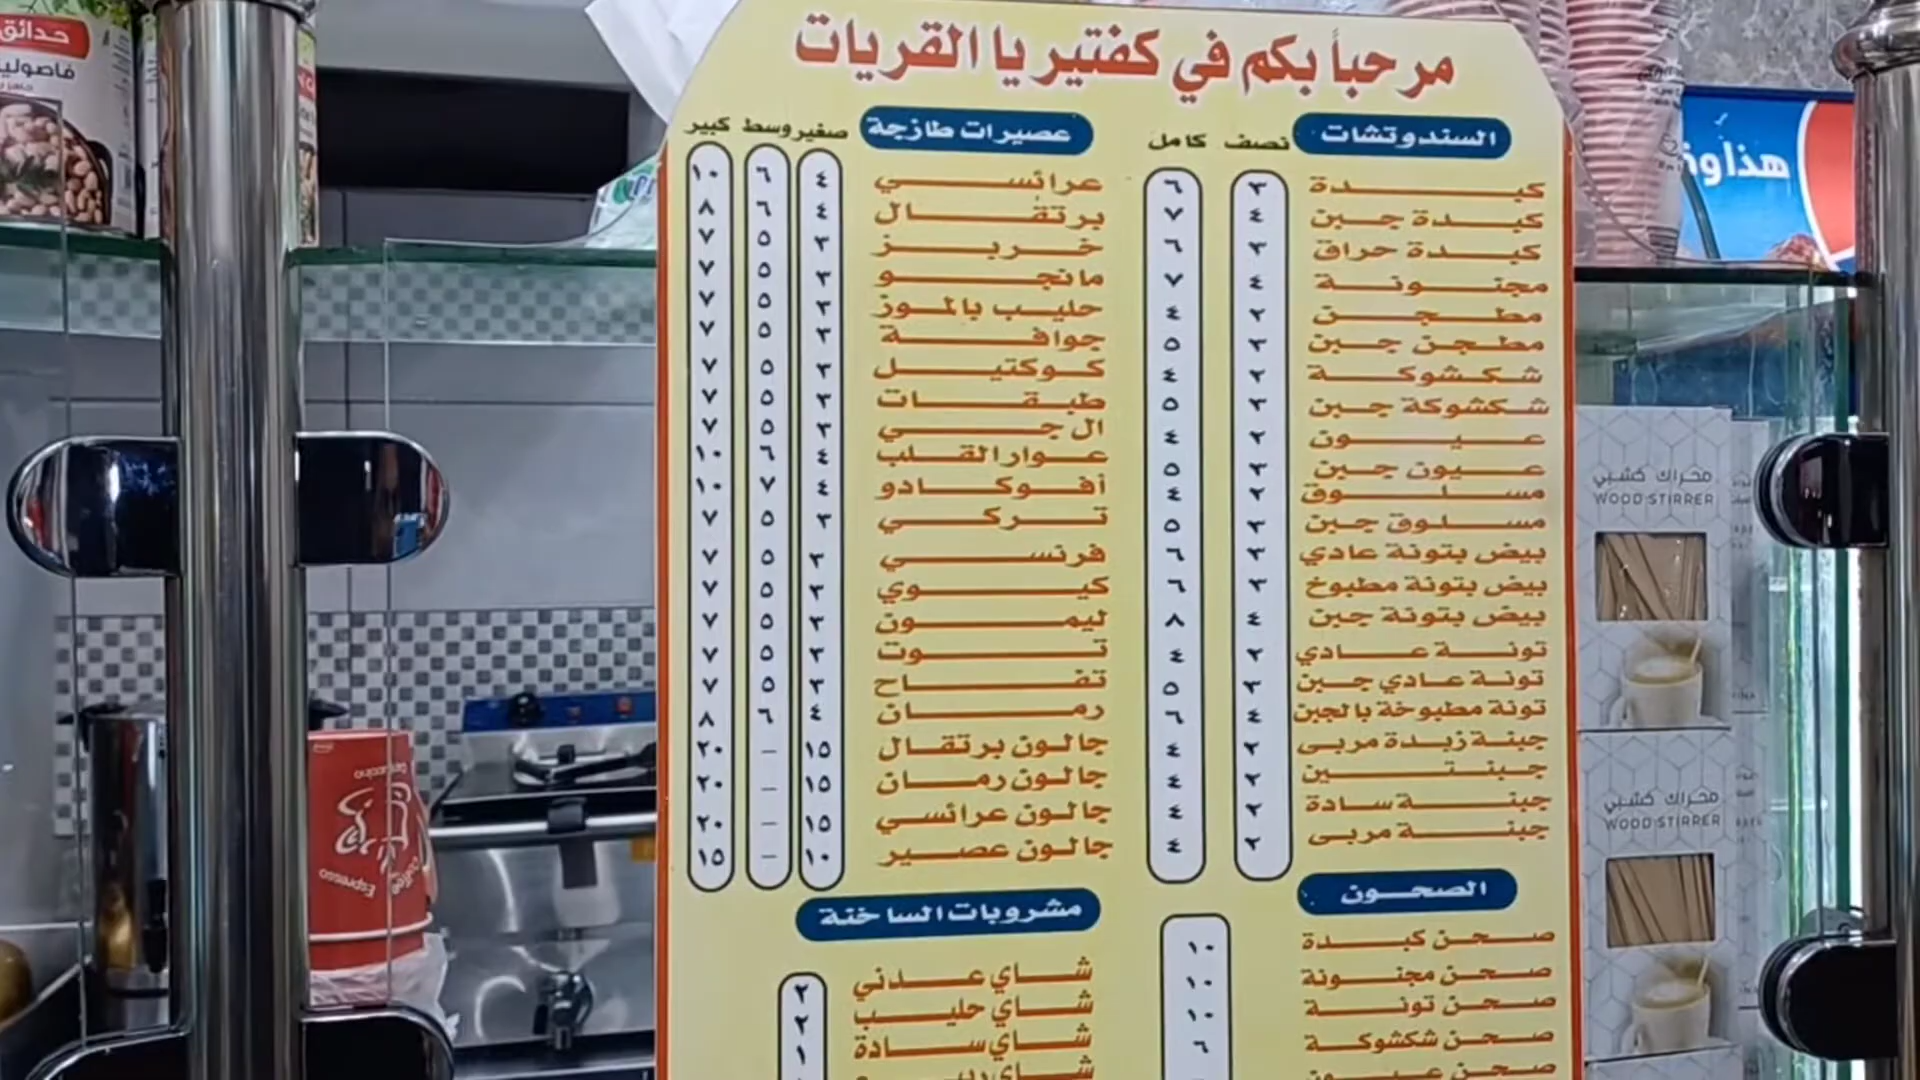 مرحباً بكم في كفتيريا القريات
السندوتشات نصف كامل
كبدة ٣ ٦
كبدة جبن ٤ ٧
كبدة حراق ٣ ٦
مجنونة ٤ ٧
مطجن ٢ ٤
مطجن جبن ٣ ٥
شكشوكة ٢ ٤
شكشوكة جبن ٣ ٥
عيون ٢ ٤
عيون جبن ٣ ٥
مسلوق ٢ ٤
مسلوق جبن ٣ ٥
بيض بتونة عادي ٣ ٦
بيض بتونة مطبوخ ٣ ٦
بيض بتونة جبن ٤ ٨
تونة عادي ٢ ٤
تونة عادي جبن ٣ ٥
تونة مطبوخة بالجبن ٤ ٦
جبنة زبدة مربى ٢ ٤
جبنتين ٢ ٤
جبنة سادة ٢ ٤
جبنة مربى ٢ ٤
الصحون
صحن كبدة ١٠
صحن مجنونة ١٠
صحن تونة ١٠
صحن شكشوكة ٦
صحن عيون
عصيرات طازجة صغير وسط كبير
عرائسي ٤ ٦ ١٠
برتقال ٤ ٦ ٨
خربز ٣ ٥ ٧
مانجو ٣ ٥ ٧
حليب بالموز ٣ ٥ ٧
جوافة ٣ ٥ ٧
كوكتيل ٣ ٥ ٧
طبقات ٣ ٥ ٧
ال جي ٣ ٥ ٧
عوار القلب ٤ ٦ ١٠
أفوكادو ٤ ٧ ١٠
تركي ٣ ٥ ٧
فرنسي ٣ ٥ ٧
كيوي ٣ ٥ ٧
ليمون ٣ ٥ ٧
توت ٣ ٥ ٧
تفاح ٣ ٥ ٧
رمان ٤ ٦ ٨
جالون برتقال ١٥ – ٢٠
جالون رمان ١٥ – ٢٠
جالون عرائسي ١٥ – ٢٠
جالون عصير ١٠ – ١٥
مشروبات الساخنة
شاي عدني ٢
شاي حليب ٢
شاي سادة ١
شاي
حدائق
فاصوليا
هذا
محراك خشبي
WOOD STIRRER
محراك خشبي
WOOD STIRRER
Espresso
Coffee